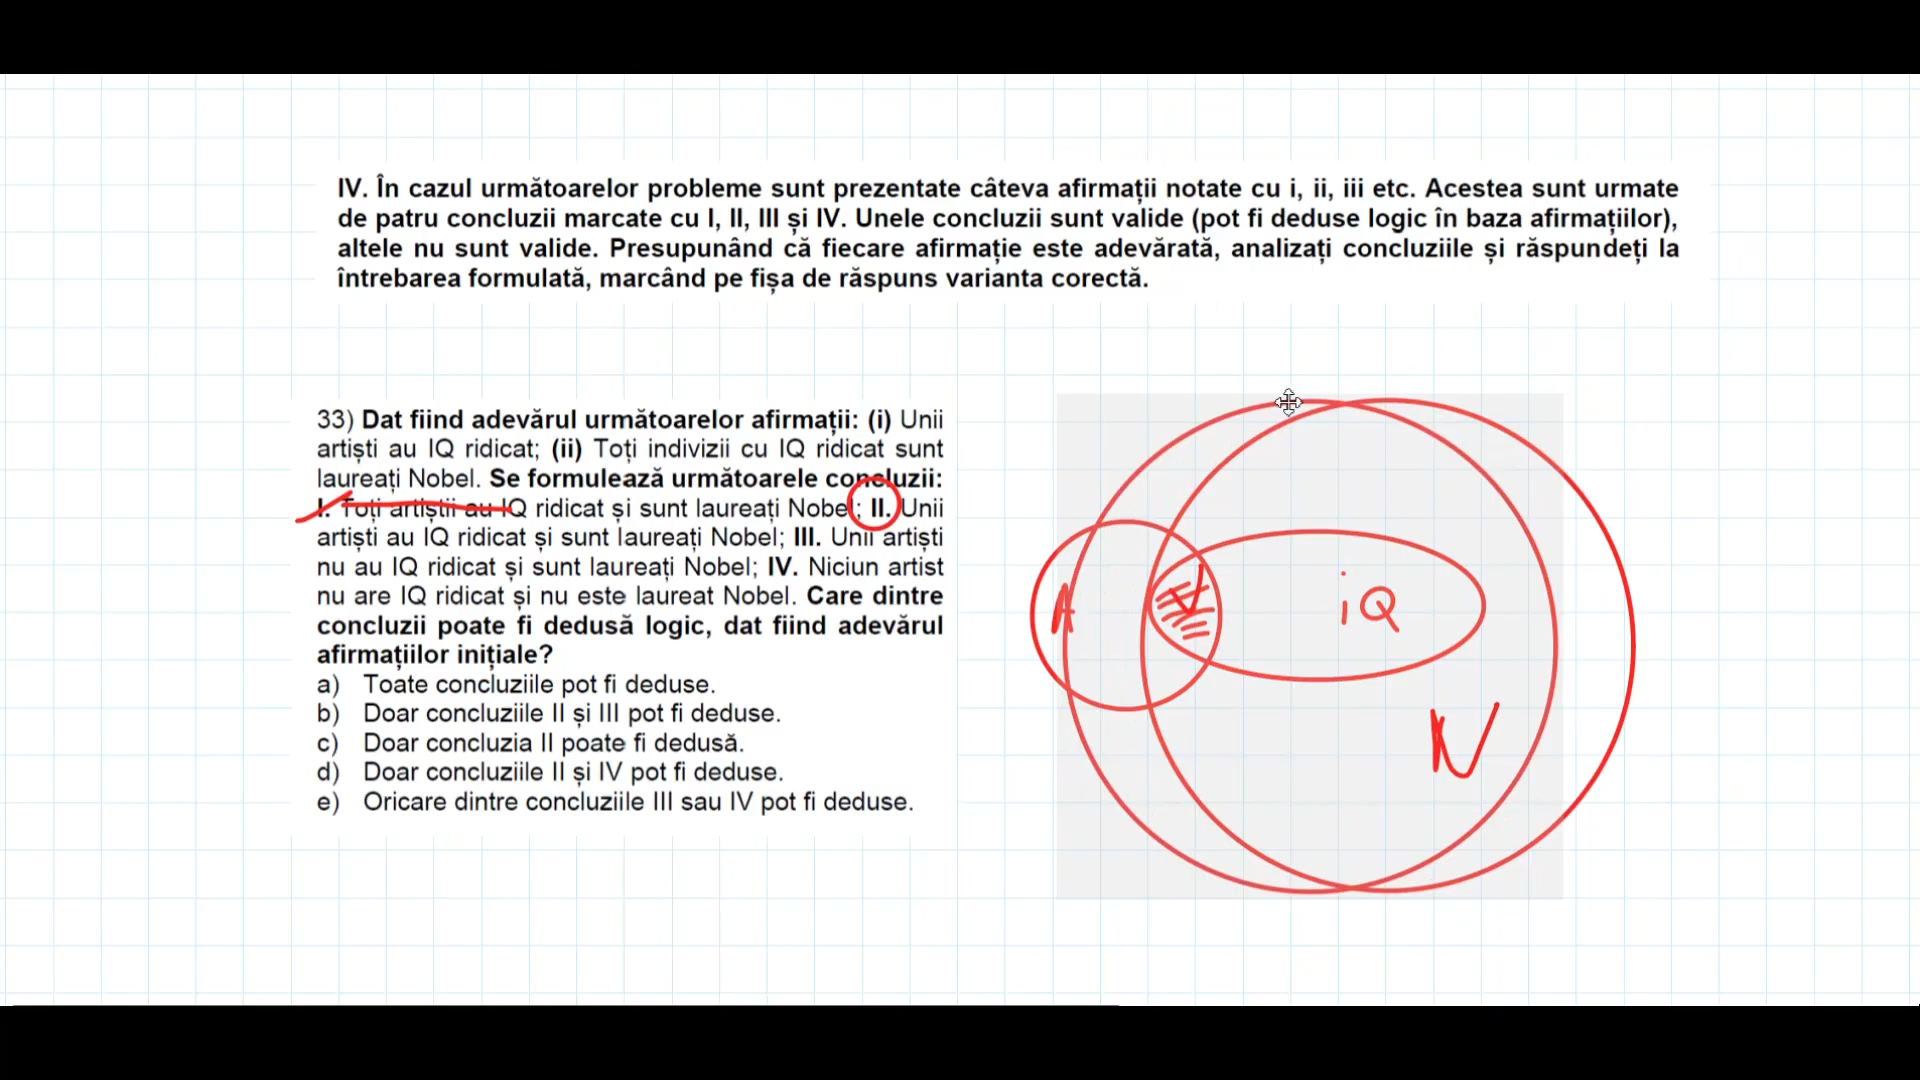 IV. În cazul următoarelor probleme sunt prezentate câteva afirmații notate cu i, ii, iii etc. Acestea sunt urmate
de patru concluzii marcate cu I, II, III și IV. Unele concluzii sunt valide (pot fi deduse logic în baza afirmațiilor),
altele nu sunt valide. Presupunând că fiecare afirmație este adevărată, analizați concluziile și răspundeți la
întrebarea formulată, marcând pe fișa de răspuns varianta corectă.
33) Dat fiind adevărul următoarelor afirmații: (i) Unii
artiști au IQ ridicat; (ii) Toți indivizii cu IQ ridicat sunt
laureați Nobel. Se formulează următoarele concluzii:
I. Toți artiștii au IQ ridicat și sunt laureați Nobel; II. Unii
artiști au IQ ridicat și sunt laureați Nobel; III. Unii artiști
nu au IQ ridicat și sunt laureați Nobel; IV. Niciun artist
nu are IQ ridicat și nu este laureat Nobel. Care dintre
concluzii poate fi dedusă logic, dat fiind adevărul
afirmațiilor inițiale?
a) Toate concluziile pot fi deduse.
b) Doar concluziile II și III pot fi deduse.
c) Doar concluzia II poate fi dedusă.
d) Doar concluziile II și IV pot fi deduse.
e) Oricare dintre concluziile III sau IV pot fi deduse.
A
iQ
N